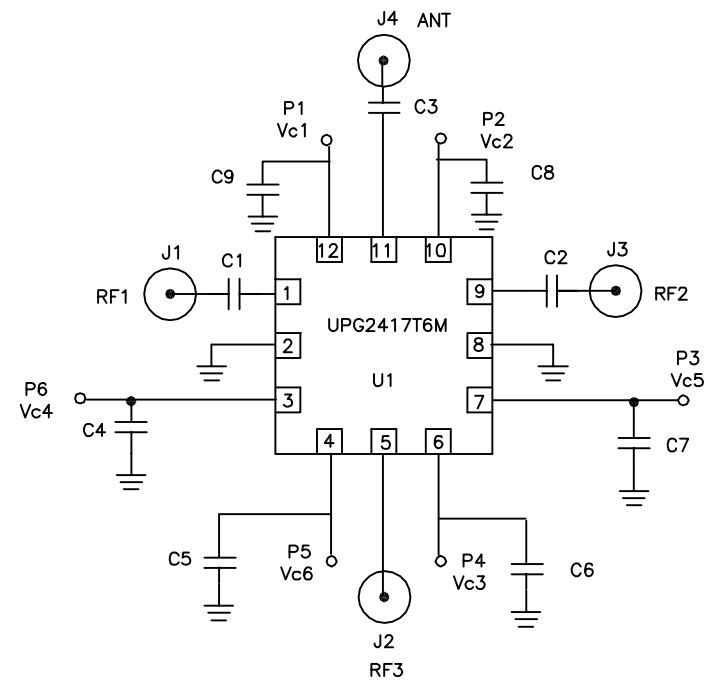 J4 ANT
C3
P1
Vc1
P2
Vc2
C9
C8
12
11
10
J1
C1
RF1
1
C2
J3
RF2
9
UPG2417T6M
2
8
U1
P6
Vc4
3
C4
7
P3
Vc5
C7
4
5
6
C5
P5
Vc6
P4
Vc3
C6
J2
RF3